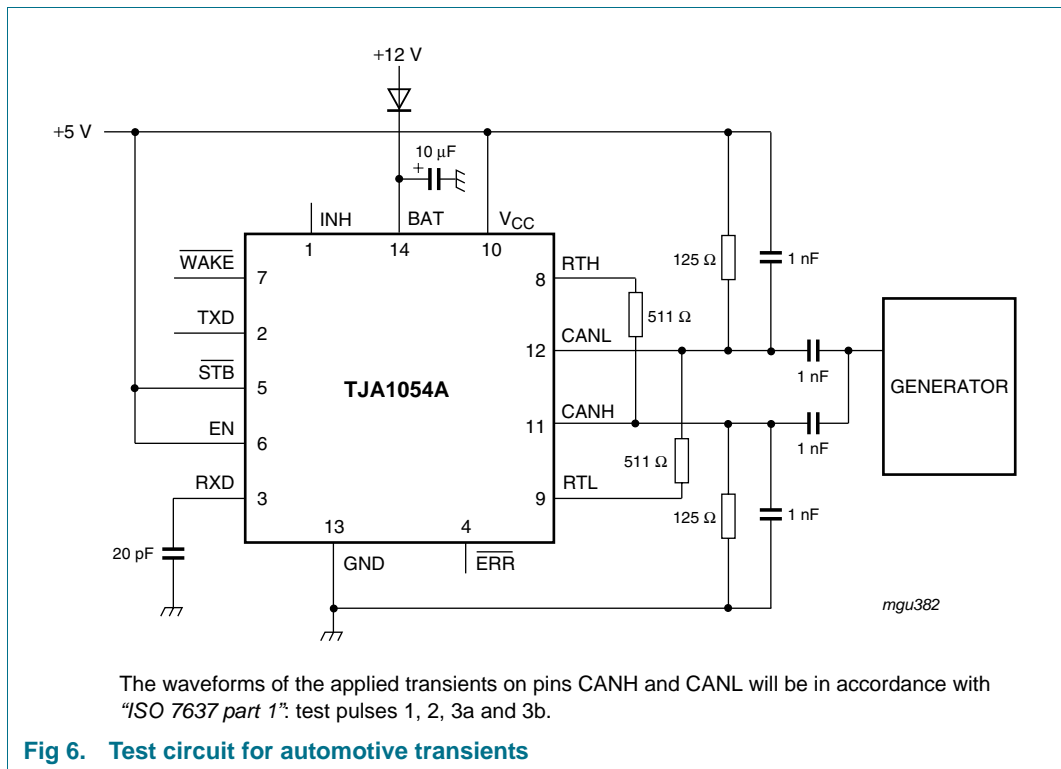 +12 V
+5 V
10 μF
+
INH
BAT
VCC
1
14
10
WAKE
7
RTH
8
125 Ω
1 nF
511 Ω
TXD
2
CANL
12
1 nF
STB
5
TJA1054A
GENERATOR
EN
6
CANH
11
1 nF
RXD
3
511 Ω
RTL
9
125 Ω
1 nF
13
4
20 pF
GND
ERR
mgu382
The waveforms of the applied transients on pins CANH and CANL will be in accordance with
“ISO 7637 part 1”: test pulses 1, 2, 3a and 3b.
Fig 6. Test circuit for automotive transients